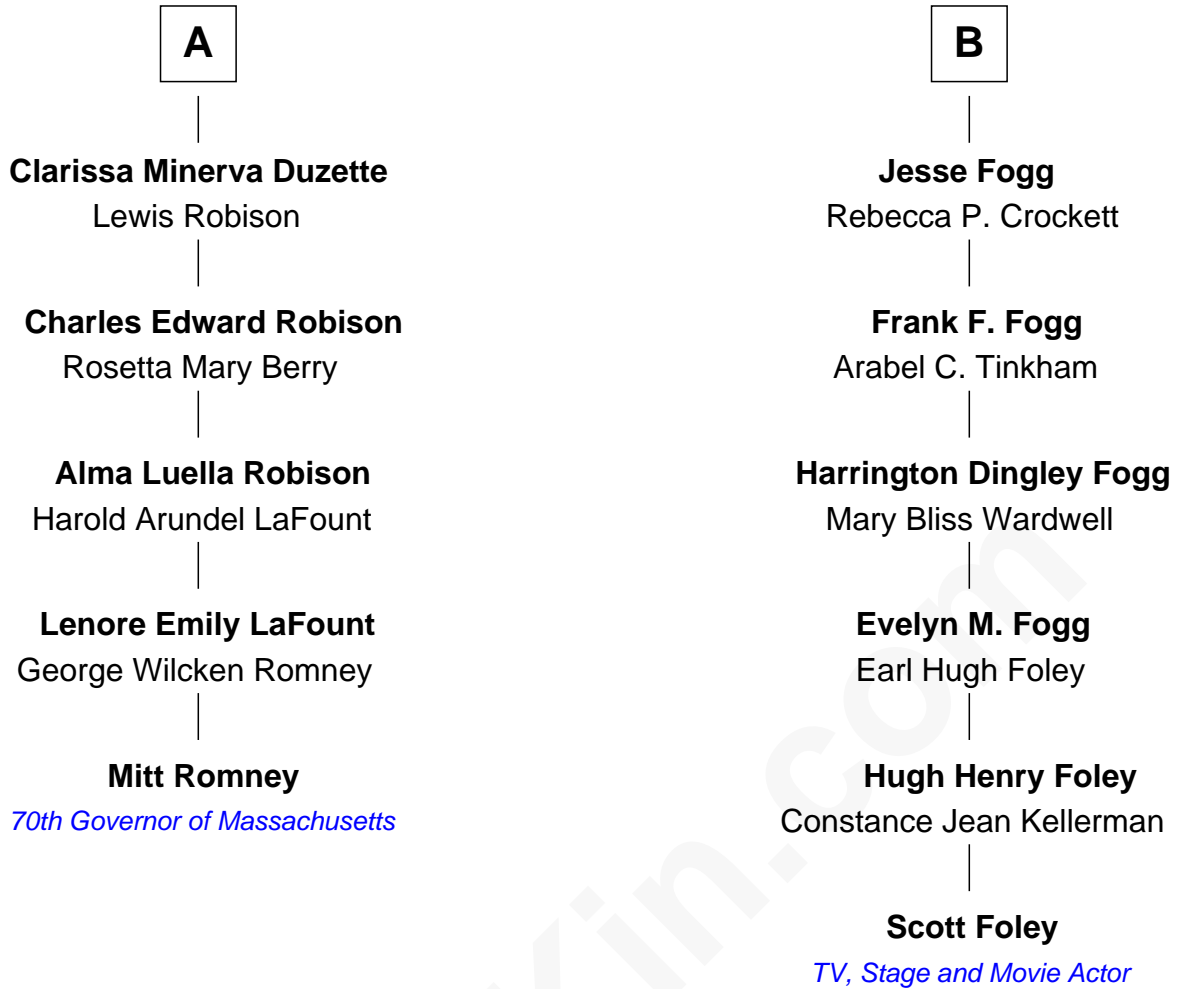 A
Clarissa Minerva Duzette
Lewis Robison
Charles Edward Robison
Rosetta Mary Berry
Alma Luella Robison
Harold Arundel LaFount
Lenore Emily LaFount
George Wilcken Romney
Mitt Romney
70th Governor of Massachusetts
B
Jesse Fogg
Rebecca P. Crockett
Frank F. Fogg
Arabel C. Tinkham
Harrington Dingley Fogg
Mary Bliss Wardwell
Evelyn M. Fogg
Earl Hugh Foley
Hugh Henry Foley
Constance Jean Kellerman
Scott Foley
TV, Stage and Movie Actor
Kin.com